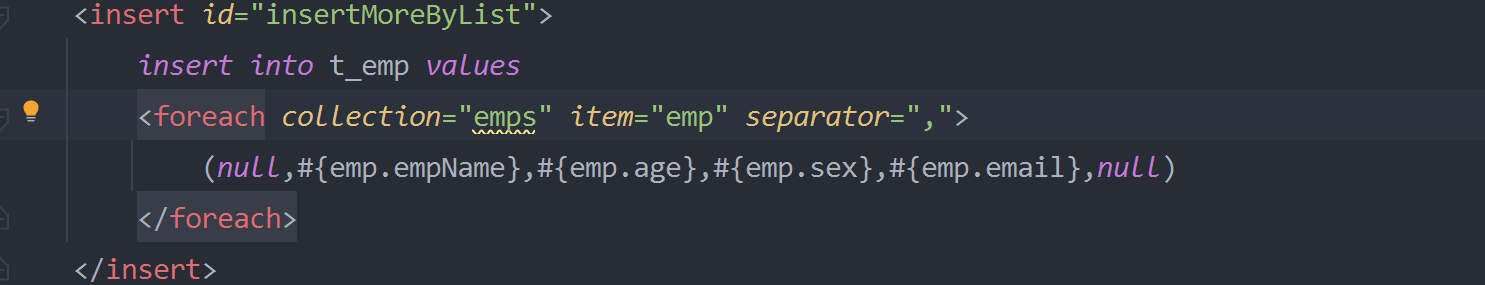 <insert id="insertMoreByList">
insert into t_emp values
<foreach collection="emps" item="emp" separator=",">
(null,#{emp.empName},#{emp.age},#{emp.sex},#{emp.email},null)
</foreach>
</insert>